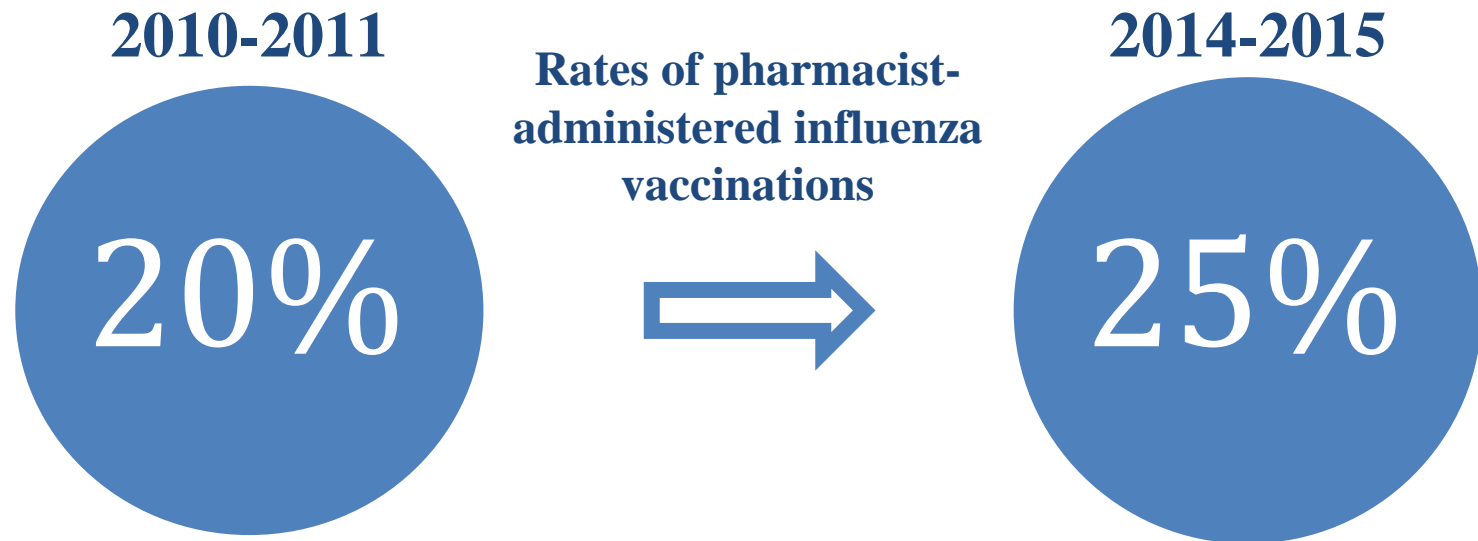 2010-2011
Rates of pharmacist-
administered influenza
vaccinations
2014-2015
20%
25%